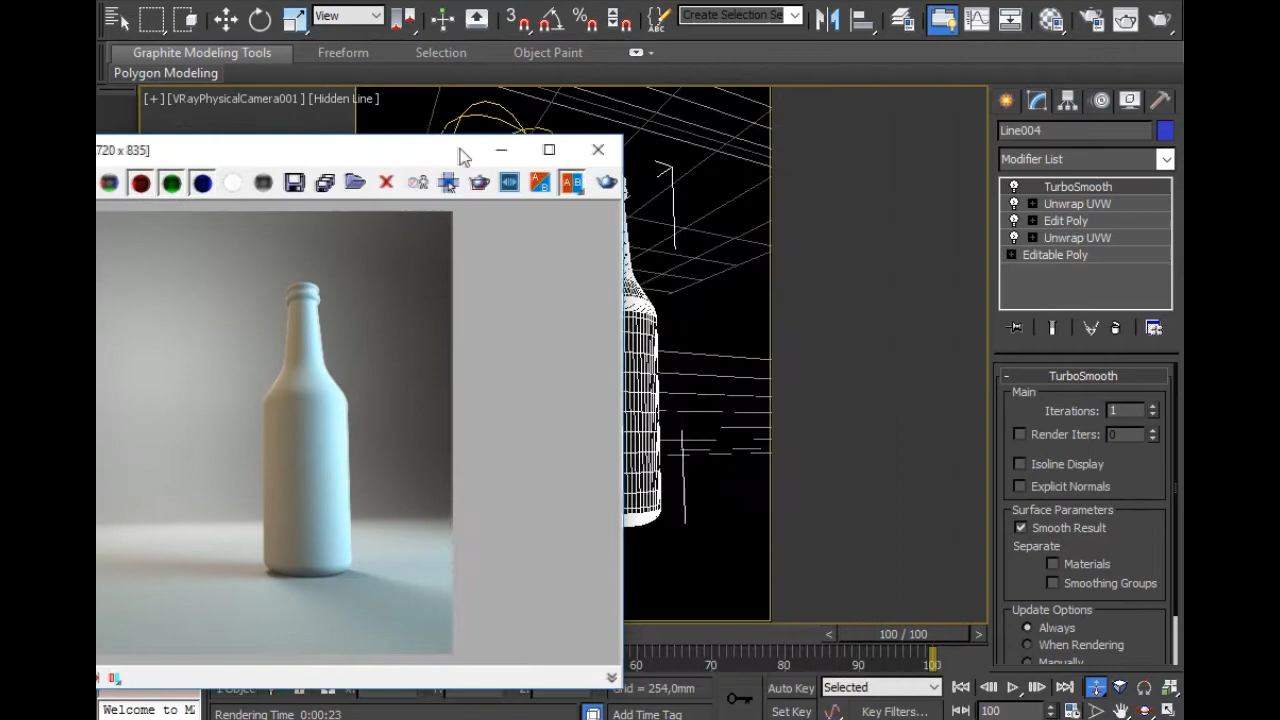 View
3
%
ABC
Create Selection Se
Graphite Modeling Tools
Freeform
Selection
Object Paint
Polygon Modeling
[+] [VRayPhysicalCamera001 ] [Hidden Line ]
720 x 835]
Line004
Modifier List
TurboSmooth
Unwrap UVW
Edit Poly
Unwrap UVW
Editable Poly
TurboSmooth
Main
Iterations: 1
Render Iters: 0
Isoline Display
Explicit Normals
Surface Parameters
Smooth Result
Separate
Materials
Smoothing Groups
Update Options
Always
When Rendering
Manually
< 100 / 100 >
60 70 80 90 100
Grid = 254,0mm
Auto Key
Selected
Welcome to M
Rendering Time 0:00:23
Add Time Tag
Set Key
Key Filters...
100